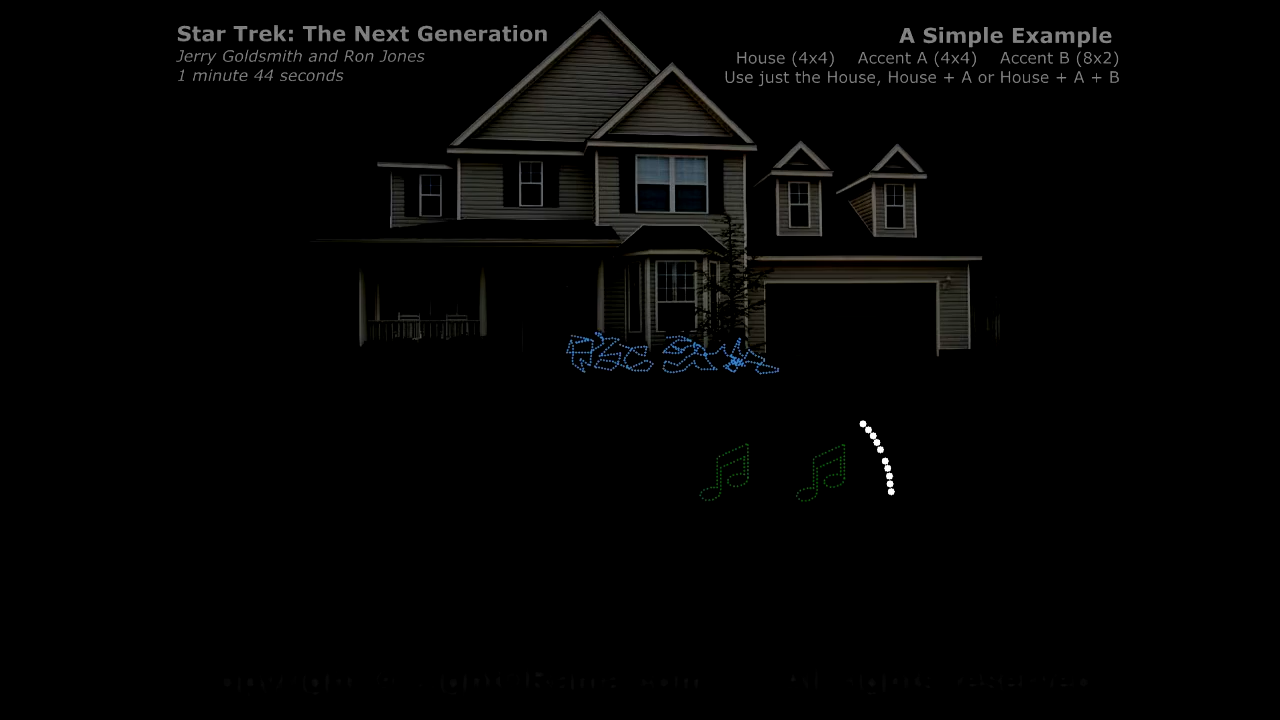 Star Trek: The Next Generation
Jerry Goldsmith and Ron Jones
1 minute 44 seconds
A Simple Example
House (4x4) Accent A (4x4) Accent B (8x2)
Use just the House, House + A or House + A + B